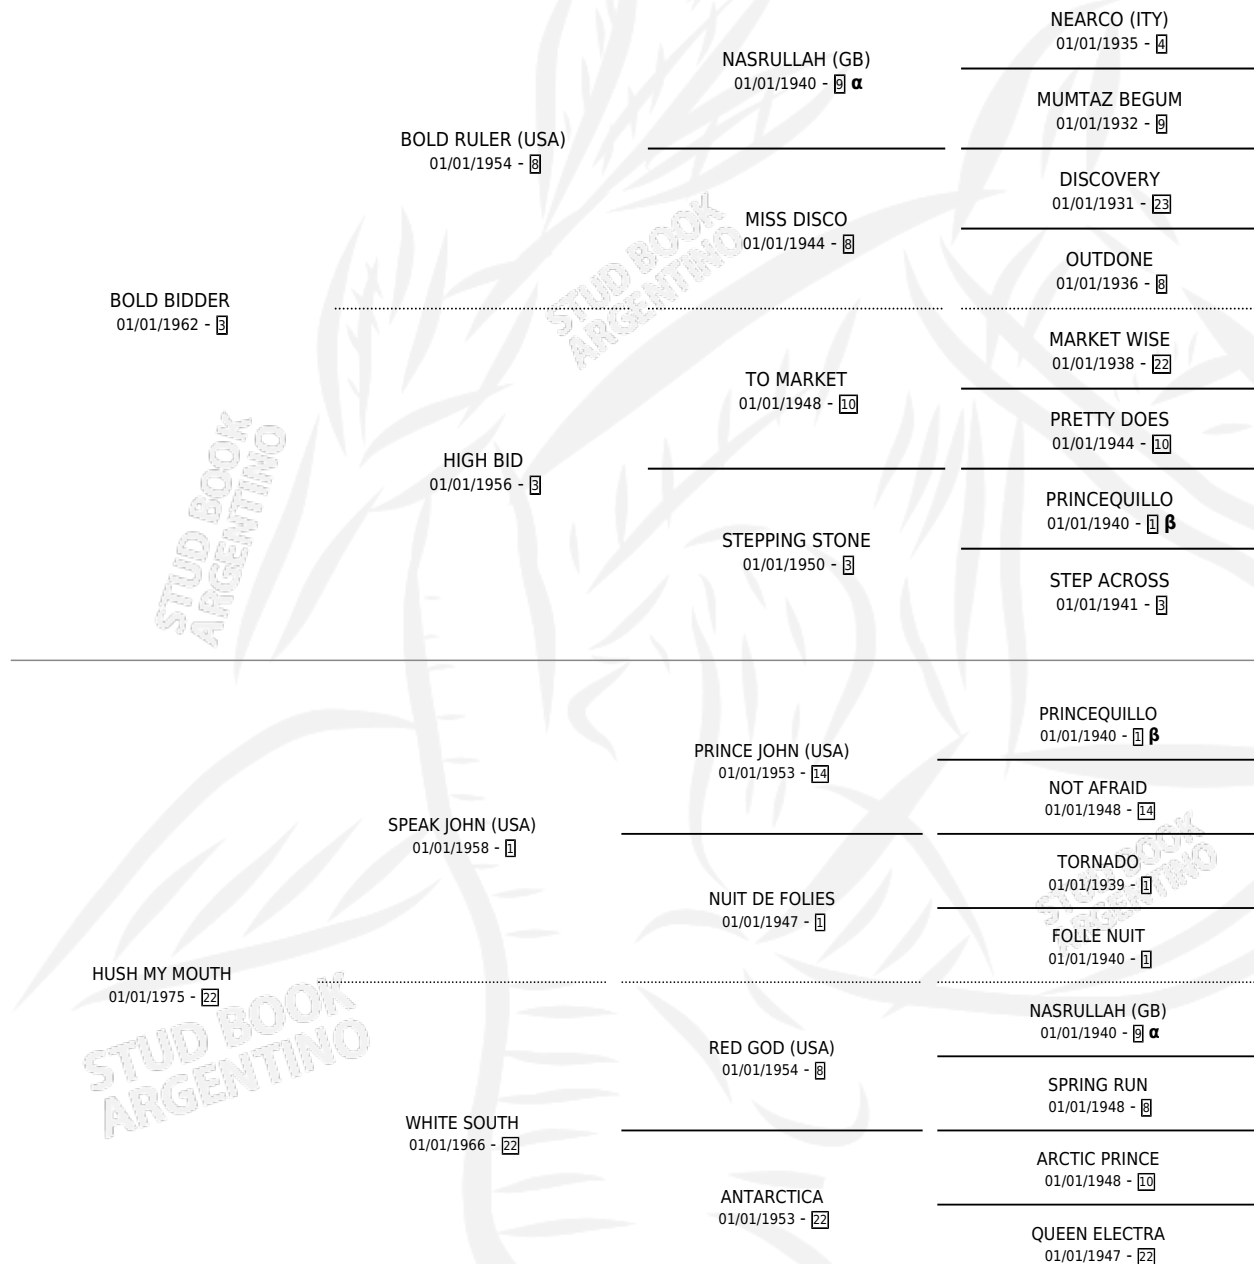 NEARCO (ITY)
01/01/1935 - 4
NASRULLAH (GB)
01/01/1940 - 9 α
MUMTAZ BEGUM
01/01/1932 - 9
BOLD RULER (USA)
01/01/1954 - 8
DISCOVERY
01/01/1931 - 23
MISS DISCO
01/01/1944 - 8
OUTDONE
01/01/1936 - 8
BOLD BIDDER
01/01/1962 - 3
MARKET WISE
01/01/1938 - 22
TO MARKET
01/01/1948 - 10
PRETTY DOES
01/01/1944 - 10
HIGH BID
01/01/1956 - 3
PRINCEQUILLO
01/01/1940 - 1 β
STEPPING STONE
01/01/1950 - 3
STEP ACROSS
01/01/1941 - 3
PRINCEQUILLO
01/01/1940 - 1 β
PRINCE JOHN (USA)
01/01/1953 - 14
NOT AFRAID
01/01/1948 - 14
SPEAK JOHN (USA)
01/01/1958 - 1
TORNADO
01/01/1939 - 1
NUIT DE FOLIES
01/01/1947 - 1
FOLLE NUIT
01/01/1940 - 1
HUSH MY MOUTH
01/01/1975 - 22
NASRULLAH (GB)
01/01/1940 - 9 α
RED GOD (USA)
01/01/1954 - 8
SPRING RUN
01/01/1948 - 8
WHITE SOUTH
01/01/1966 - 22
ARCTIC PRINCE
01/01/1948 - 10
ANTARCTICA
01/01/1953 - 22
QUEEN ELECTRA
01/01/1947 - 22
STUD BOOK
ARGENTINO
STUD BOOK
ARGENTINO
STUD BOOK
ARGENTINO
STUD BOOK
ARGENTINO